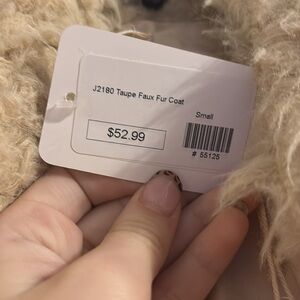 J2180 Taupe Faux Fur Coat
Small
$52.99
# 55125